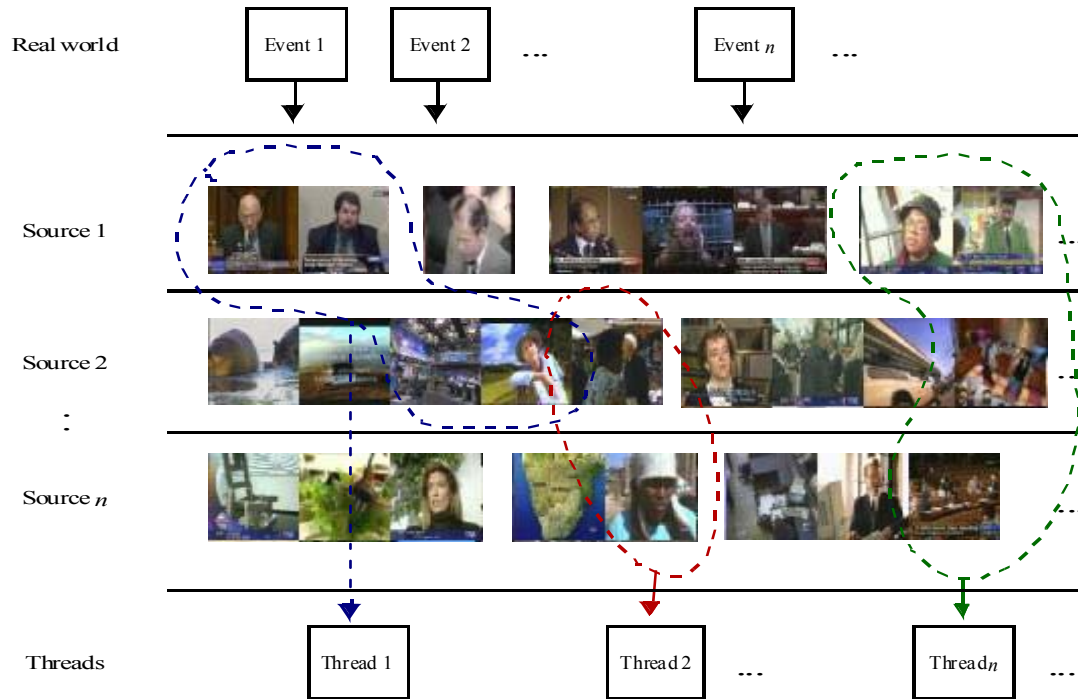 Real world
Event 1
Event 2
...
Event n
...
Source 1
...
Source 2
...
:
Source n
...
Threads
Thread 1
Thread 2
...
Thread n
...